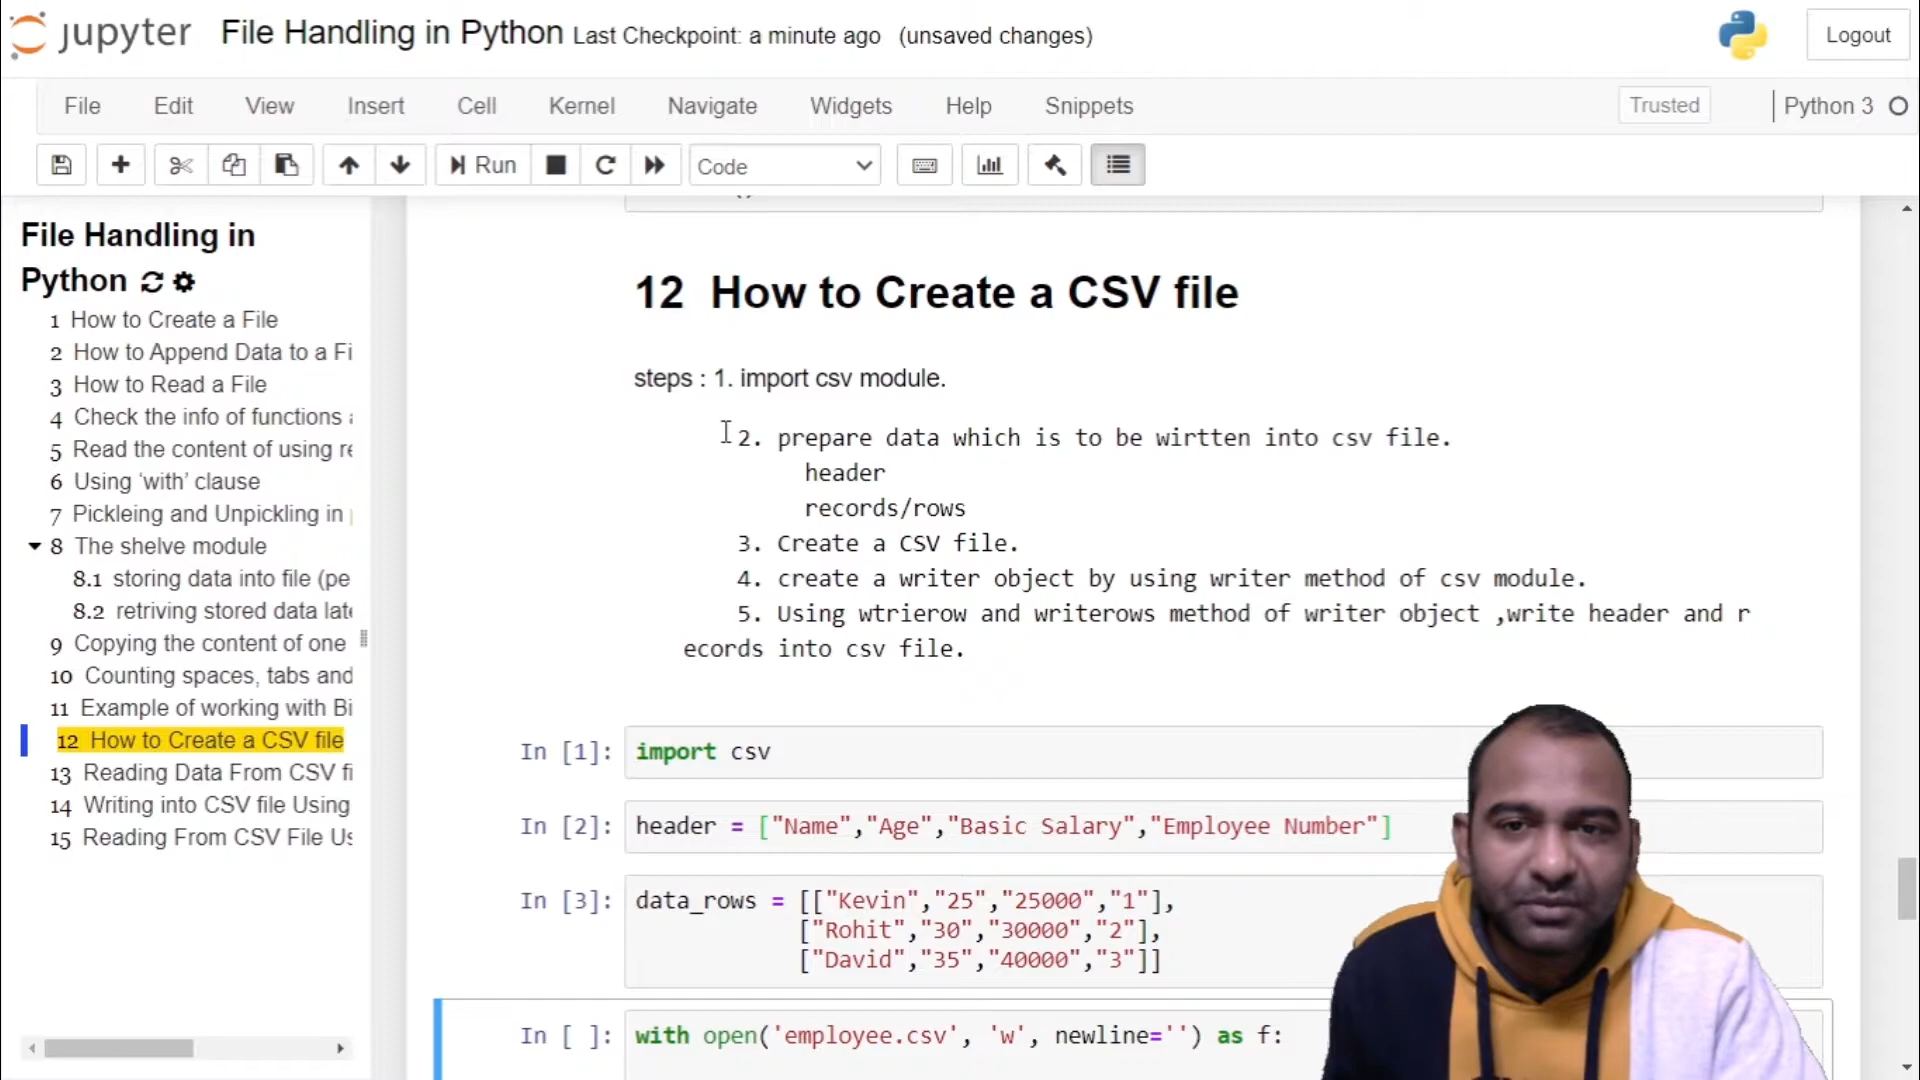 jupyter File Handling in Python Last Checkpoint: a minute ago (unsaved changes) Logout
File Edit View Insert Cell Kernel Navigate Widgets Help Snippets Trusted Python 3
Run Code
File Handling in
Python
1 How to Create a File
2 How to Append Data to a Fi
3 How to Read a File
4 Check the info of functions
5 Read the content of using re
6 Using ‘with’ clause
7 Pickleing and Unpickling in
8 The shelve module
8.1 storing data into file (pe
8.2 retriving stored data late
9 Copying the content of one
10 Counting spaces, tabs and
11 Example of working with Bi
12 How to Create a CSV file
13 Reading Data From CSV fi
14 Writing into CSV file Using
15 Reading From CSV File Us
12 How to Create a CSV file
steps : 1. import csv module.
2. prepare data which is to be wirtten into csv file.
header
records/rows
3. Create a CSV file.
4. create a writer object by using writer method of csv module.
5. Using wtrierow and writerows method of writer object ,write header and r
ecords into csv file.
In [1]: import csv
In [2]: header = ["Name","Age","Basic Salary","Employee Number"]
In [3]: data_rows = [["Kevin","25","25000","1"],
["Rohit","30","30000","2"],
["David","35","40000","3"]]
In [ ]: with open('employee.csv', 'w', newline='') as f: